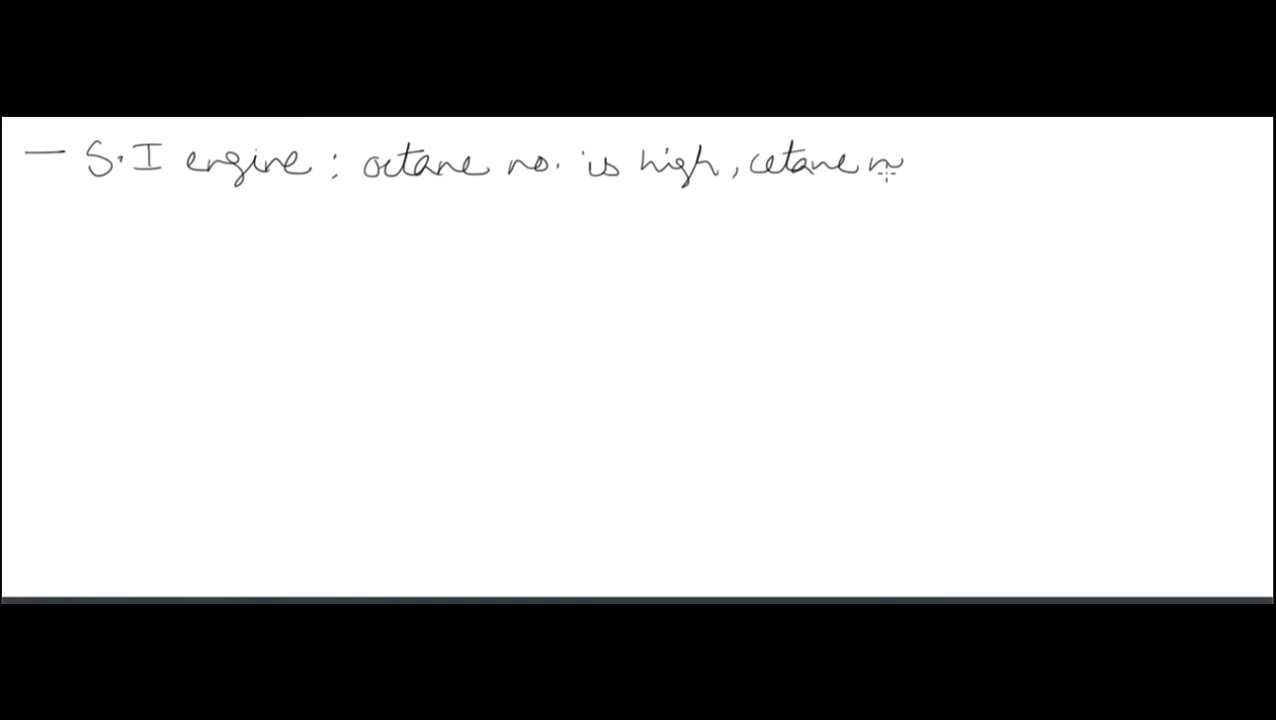 — S.I engine : octane no. is high, cetane n